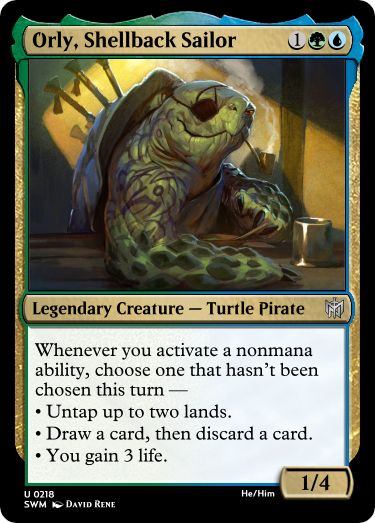 Orly, Shellback Sailor 1
Legendary Creature — Turtle Pirate
Whenever you activate a nonmana
ability, choose one that hasn't been
chosen this turn —
• Untap up to two lands.
• Draw a card, then discard a card.
• You gain 3 life.
1/4
U 0218 He/Him
SWM DAVID RENE